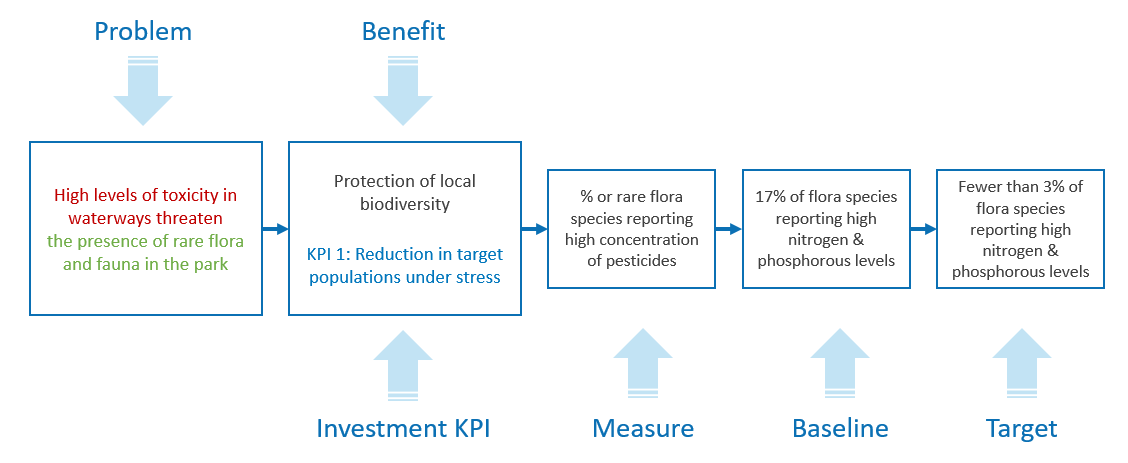 Problem
Benefit
High levels of toxicity in
waterways threaten
the presence of rare flora
and fauna in the park
Protection of local
biodiversity
KPI 1: Reduction in target
populations under stress
% or rare flora
species reporting
high concentration
of pesticides
17% of flora species
reporting high
nitrogen &
phosphorous levels
Fewer than 3% of
flora species
reporting high
nitrogen &
phosphorous levels
Investment KPI
Measure
Baseline
Target